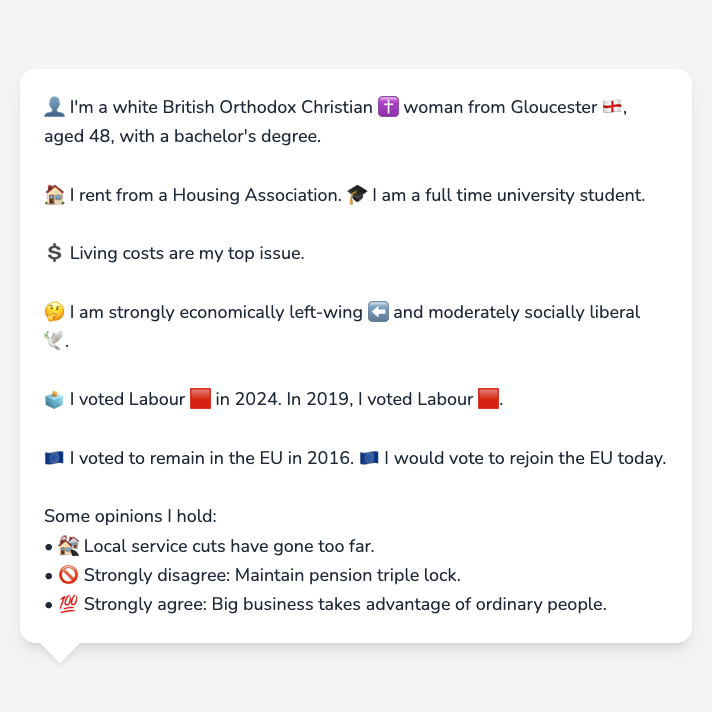 👤 I'm a white British Orthodox Christian ✝️ woman from Gloucester 🏴󠁧󠁢󠁥󠁮󠁧󠁿,
aged 48, with a bachelor's degree.
🏠 I rent from a Housing Association. 🎓 I am a full time university student.
💲 Living costs are my top issue.
🤔 I am strongly economically left-wing ⬅️ and moderately socially liberal
🕊️.
🗳️ I voted Labour 🟥 in 2024. In 2019, I voted Labour 🟥.
🇪🇺 I voted to remain in the EU in 2016. 🇪🇺 I would vote to rejoin the EU today.
Some opinions I hold:
• 🏚️ Local service cuts have gone too far.
• 🚫 Strongly disagree: Maintain pension triple lock.
• 💯 Strongly agree: Big business takes advantage of ordinary people.